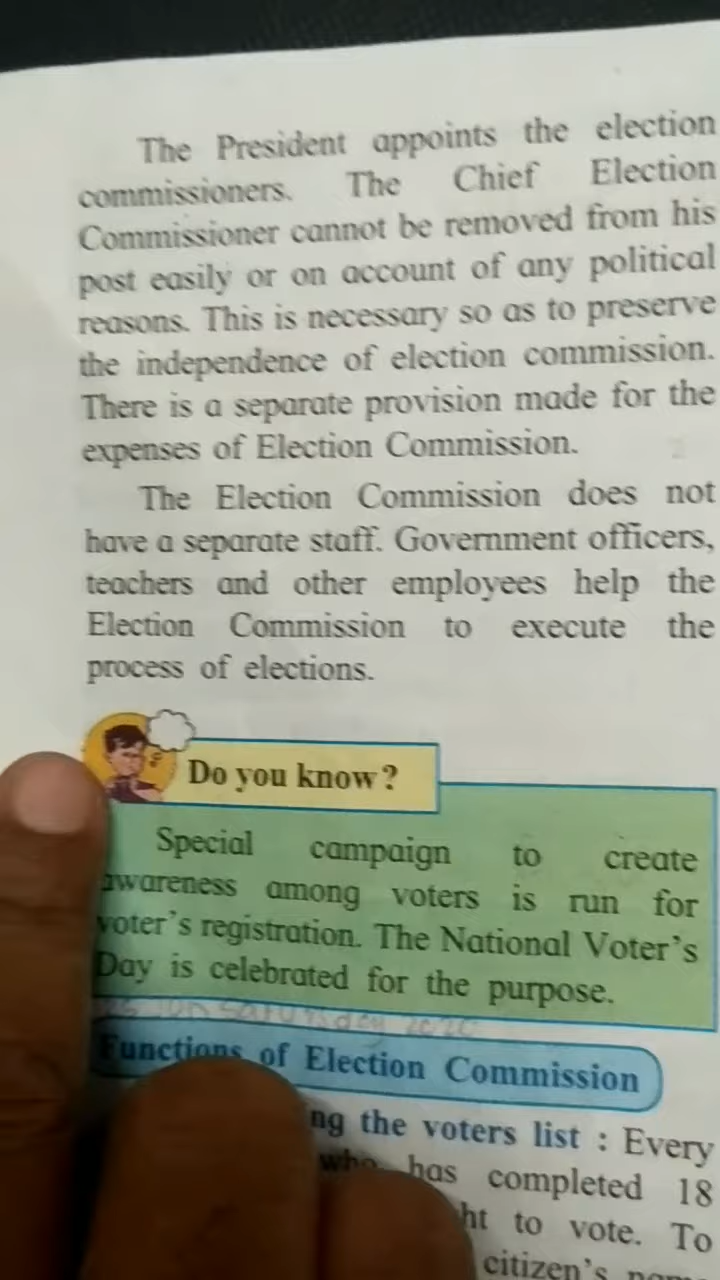 The President appoints the election
commissioners. The Chief Election
Commissioner cannot be removed from his
post easily or on account of any political
reasons. This is necessary so as to preserve
the independence of election commission.
There is a separate provision made for the
expenses of Election Commission.
The Election Commission does not
have a separate staff. Government officers,
teachers and other employees help the
Election Commission to execute the
process of elections.
Do you know?
Special campaign to create
awareness among voters is run for
voter's registration. The National Voter's
Day is celebrated for the purpose.
saturday 2020
Functions of Election Commission
ng the voters list : Every
who has completed 18
ht to vote. To
citizen's